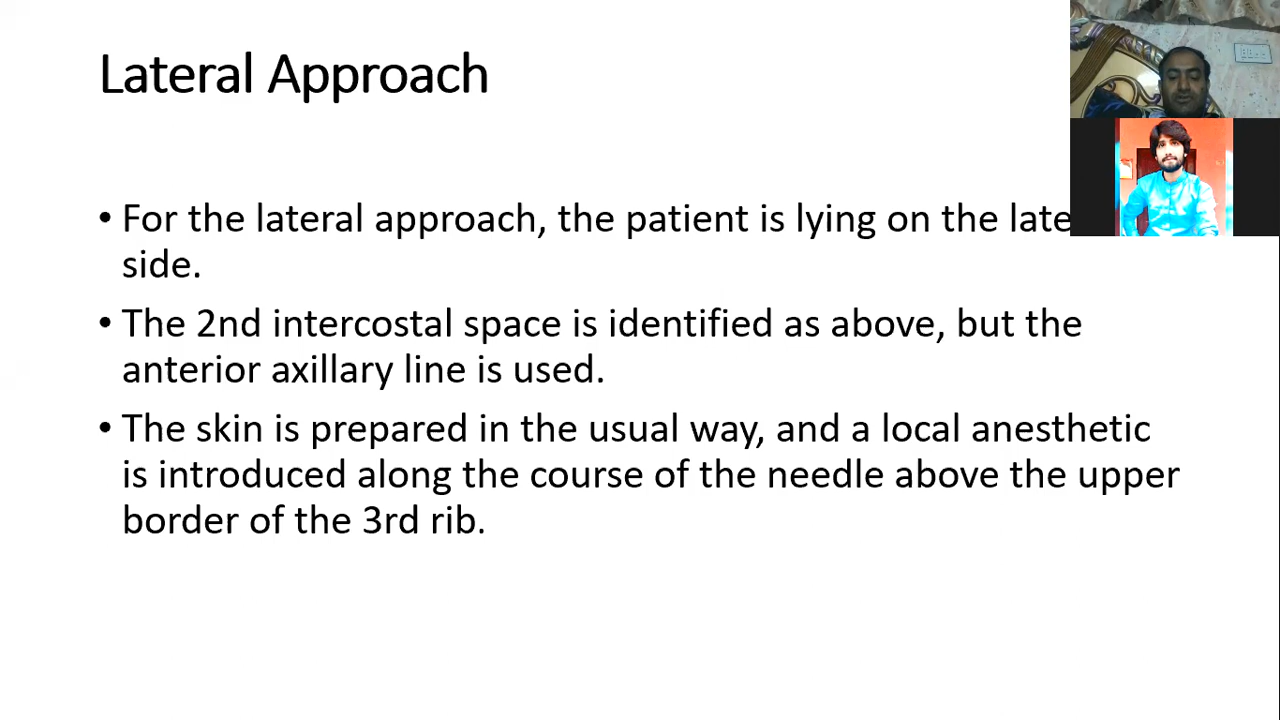 Lateral Approach
• For the lateral approach, the patient is lying on the
side.
• The 2nd intercostal space is identified as above, but the
anterior axillary line is used.
• The skin is prepared in the usual way, and a local anesthetic
is introduced along the course of the needle above the upper
border of the 3rd rib.